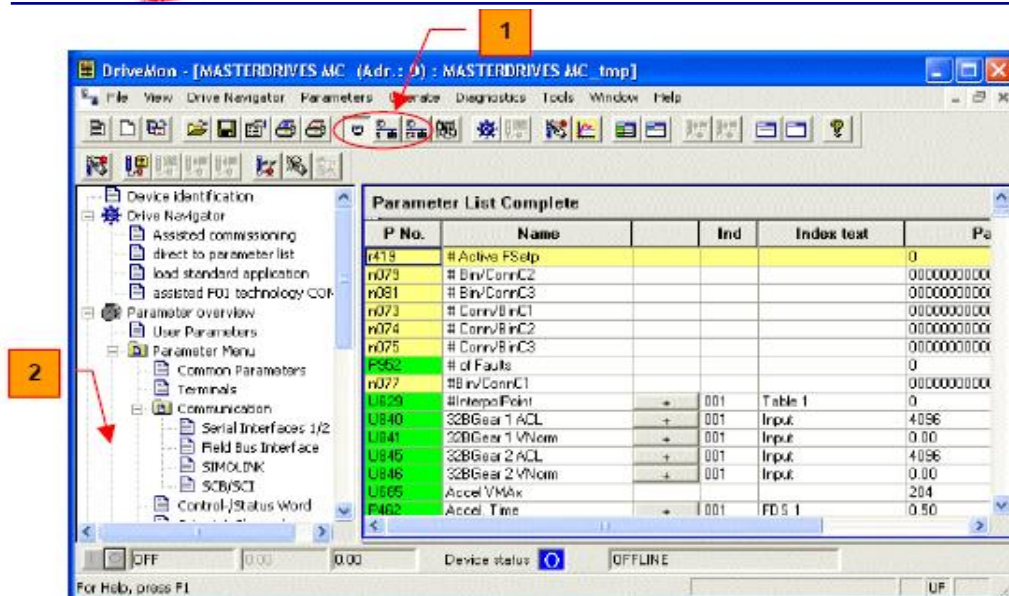 1
DriveMon - [MASTERDRIVES MC (Adr.: 0) : MASTERDRIVES MC_tmp]
File View Drive Navigator Parameters Operate Diagnostics Tools Window Help
Device identification
Drive Navigator
Assisted commissioning
direct to parameter list
load standard application
assisted F01 technology COM
Parameter overview
User Parameters
Parameter Menu
Common Parameters
Terminals
Communication
Serial Interfaces 1/2
Field Bus Interface
SIMOLINK
SCB/SCI
Control-/Status Word
2
Parameter List Complete
P No. Name Ind Index text Pa
r419 # Active FSetp 0
n079 # Bin/ConnC2
n081 # Bin/ConnC3
n073 # Conn/BinC1
n074 # Conn/BinC2
n075 # Conn/BinC3
P952 # of Faults 0
n077 #Bin/ConnC1
U629 #InterpolPoint + 001 Table 1 0
U840 32BGear 1 ACL + 001 Input 4096
U841 32BGear 1 VNorm + 001 Input 0.00
U845 32BGear 2 ACL + 001 Input 4096
U846 32BGear 2 VNorm + 001 Input 0.00
U665 Accel VMAx 204
P462 Accel. Time + 001 FDS 1 0.50
OFF 0.00 0.00 Device status OFFLINE
For Help, press F1 UF